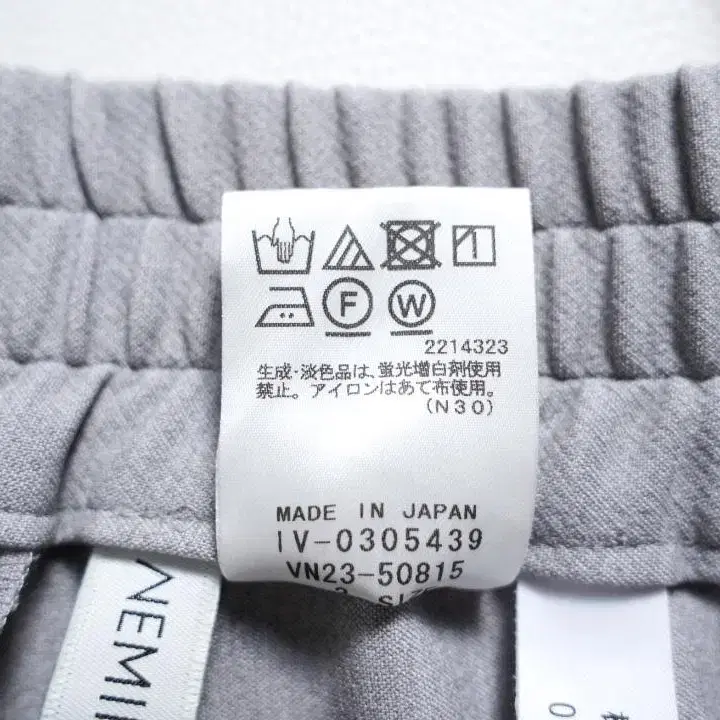 F W
2214323
生成・淡色品は、蛍光増白剤使用
禁止。アイロンはあて布使用。
(N30)
MADE IN JAPAN
IV-0305439
VN23-50815